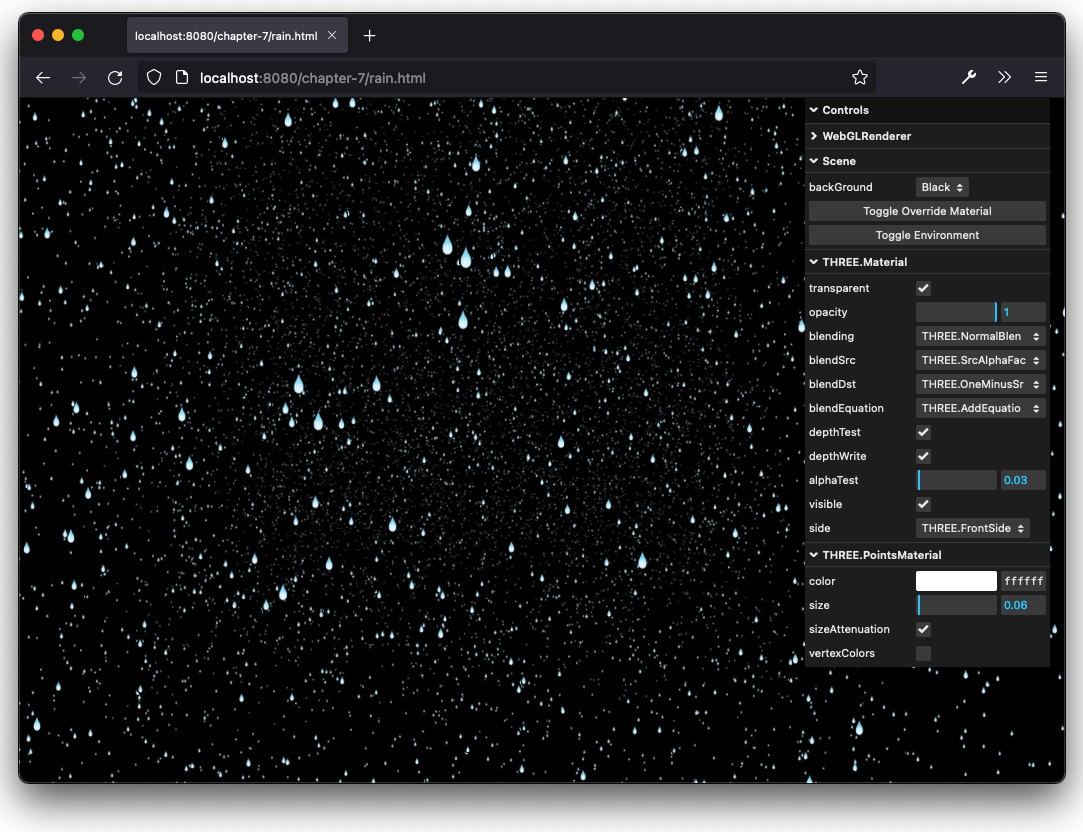 localhost:8080/chapter-7/rain.html
localhost:8080/chapter-7/rain.html
Controls
WebGLRenderer
Scene
backGround Black
Toggle Override Material
Toggle Environment
THREE.Material
transparent
opacity 1
blending THREE.NormalBlen
blendSrc THREE.SrcAlphaFac
blendDst THREE.OneMinusSr
blendEquation THREE.AddEquatio
depthTest
depthWrite
alphaTest 0.03
visible
side THREE.FrontSide
THREE.PointsMaterial
color ffffff
size 0.06
sizeAttenuation
vertexColors